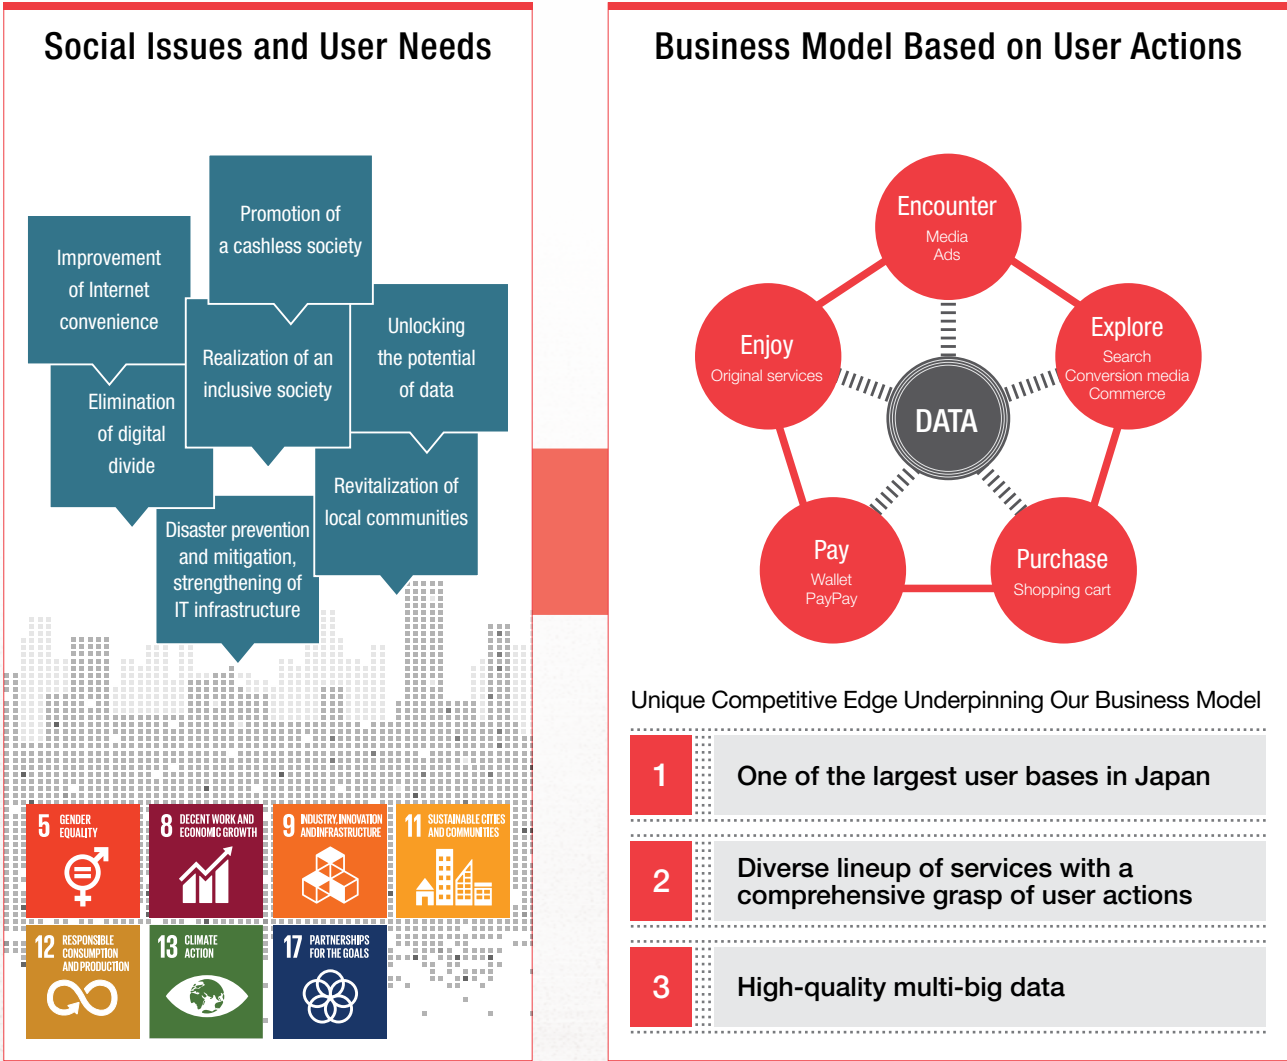 Social Issues and User Needs
Promotion of
a cashless society
Improvement
of Internet
convenience
Realization of an
inclusive society
Unlocking
the potential
of data
Elimination
of digital
divide
Revitalization of
local communities
Disaster prevention
and mitigation,
strengthening of
IT infrastructure
5 GENDER
EQUALITY
8 DECENT WORK AND
ECONOMIC GROWTH
9 INDUSTRY, INNOVATION
AND INFRASTRUCTURE
11 SUSTAINABLE CITIES
AND COMMUNITIES
12 RESPONSIBLE
CONSUMPTION
AND PRODUCTION
13 CLIMATE
ACTION
17 PARTNERSHIPS
FOR THE GOALS
Business Model Based on User Actions
Encounter
Media
Ads
Enjoy
Original services
Explore
Search
Conversion media
Commerce
DATA
Pay
Wallet
PayPay
Purchase
Shopping cart
Unique Competitive Edge Underpinning Our Business Model
1
One of the largest user bases in Japan
2
Diverse lineup of services with a
comprehensive grasp of user actions
3
High-quality multi-big data